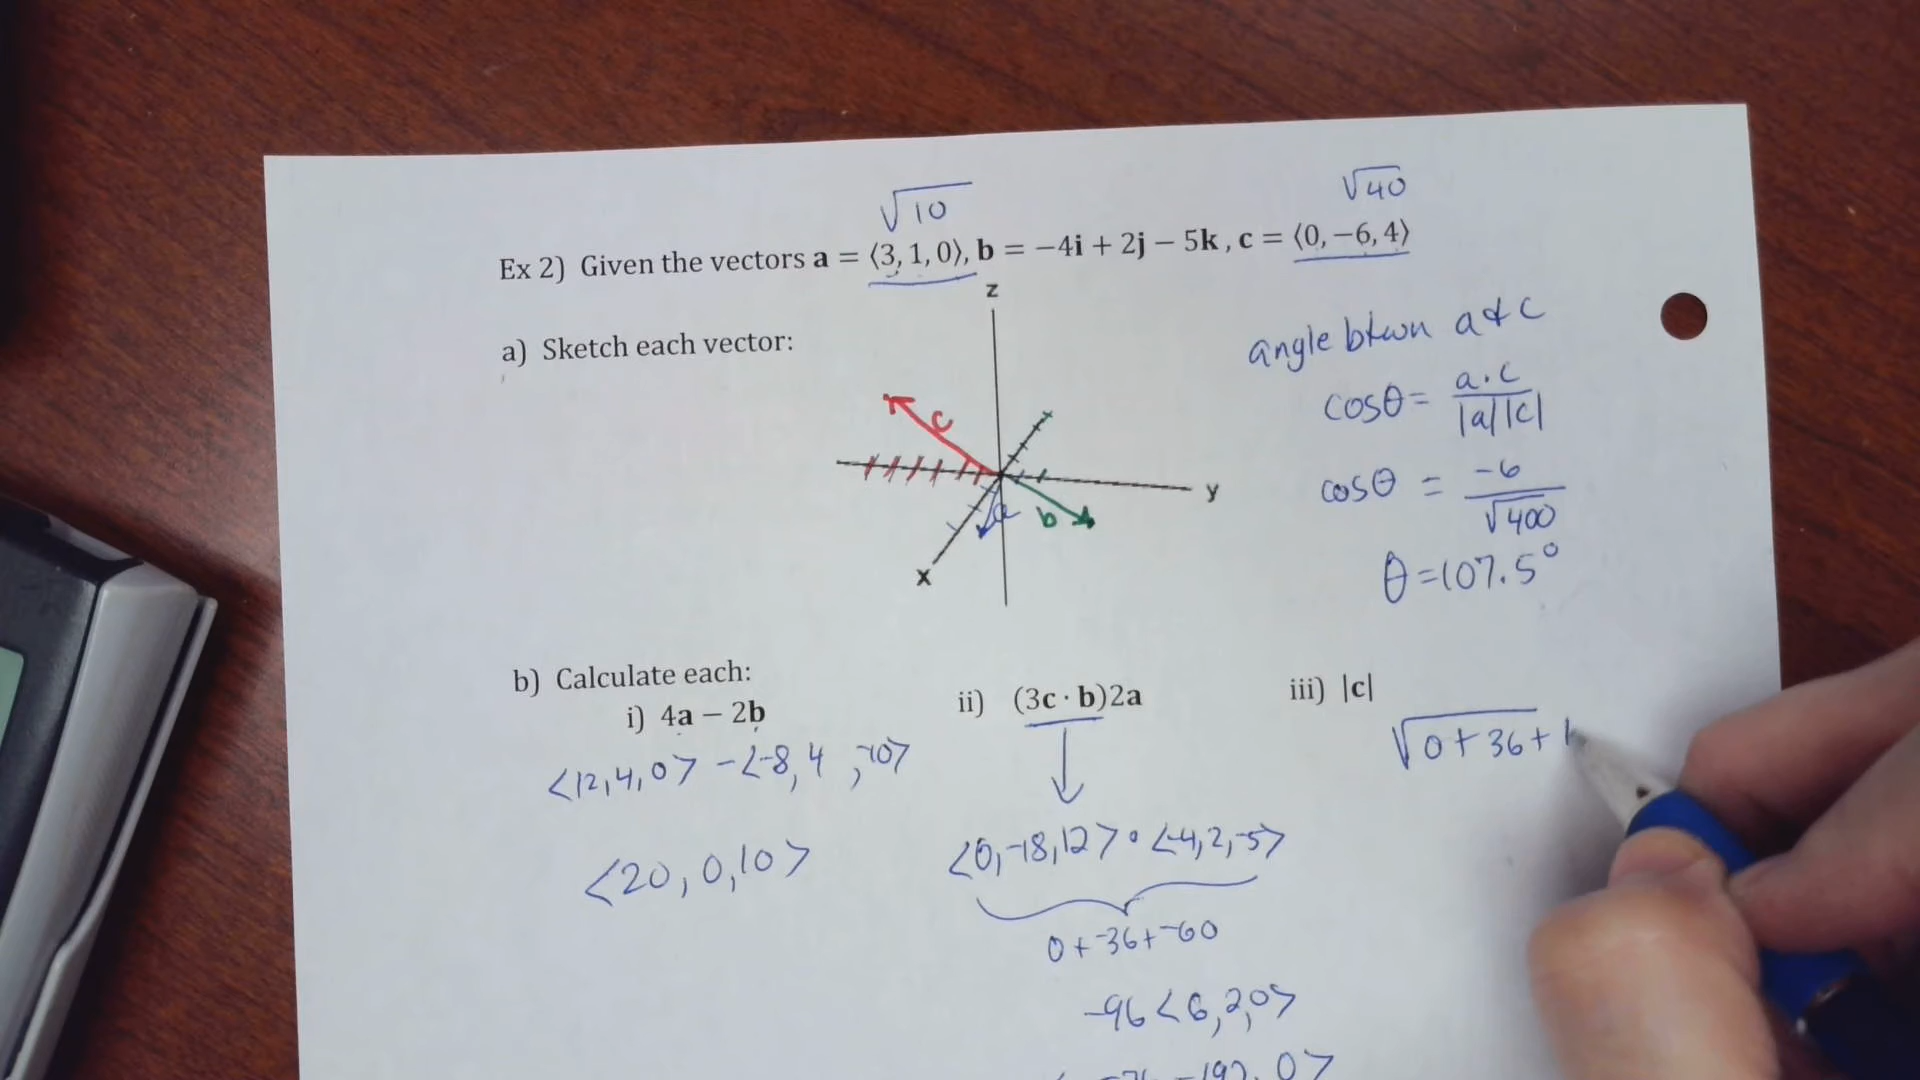 √10
√40
Ex 2) Given the vectors a = ⟨3, 1, 0⟩, b = −4i + 2j − 5k , c = ⟨0, −6, 4⟩
a) Sketch each vector:
z
y
x
c
a
b
angle btwn a & c
cosθ = a·c / |a||c|
cosθ = -6 / √400
θ = 107.5°
b) Calculate each:
i) 4a − 2b
<12,4,0> - <-8,4,-10>
<20,0,10>
ii) (3c · b)2a
<0,-18,12> • <-4,2,-5>
0 + -36 + -60
-96 <6,2,0>
-192, 0>
iii) |c|
√0 + 36 +